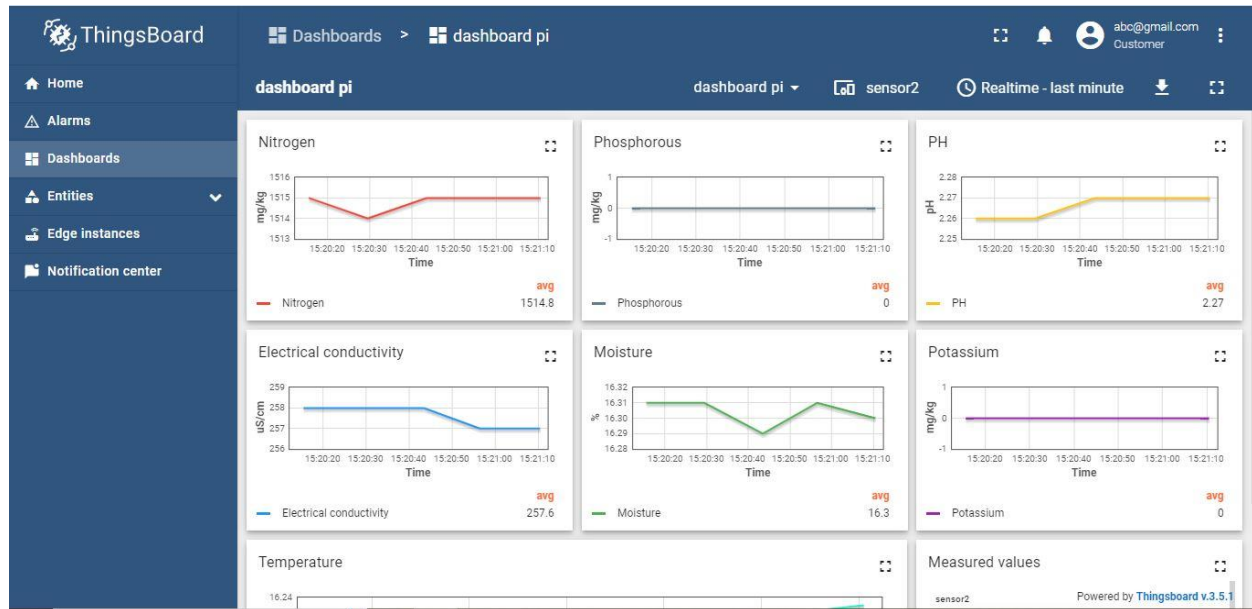 ThingsBoard
Dashboards > dashboard pi
abc@gmail.com
Customer
Home
Alarms
Dashboards
Entities
Edge instances
Notification center
dashboard pi
dashboard pi
sensor2
Realtime - last minute
Nitrogen
1516
1515
1514
1513
mg/kg
15:20:20 15:20:30 15:20:40 15:20:50 15:21:00 15:21:10
Time
avg
Nitrogen 1514.8
Phosphorous
1
0
-1
mg/kg
15:20:20 15:20:30 15:20:40 15:20:50 15:21:00 15:21:10
Time
avg
Phosphorous 0
PH
2.28
2.27
2.26
2.25
pH
15:20:20 15:20:30 15:20:40 15:20:50 15:21:00 15:21:10
Time
avg
PH 2.27
Electrical conductivity
259
258
257
256
uS/cm
15:20:20 15:20:30 15:20:40 15:20:50 15:21:00 15:21:10
Time
avg
Electrical conductivity 257.6
Moisture
16.32
16.31
16.30
16.29
16.28
%
15:20:20 15:20:30 15:20:40 15:20:50 15:21:00 15:21:10
Time
avg
Moisture 16.3
Potassium
1
0
-1
mg/kg
15:20:20 15:20:30 15:20:40 15:20:50 15:21:00 15:21:10
Time
avg
Potassium 0
Temperature
16.24
Measured values
sensor2
Powered by Thingsboard v.3.5.1